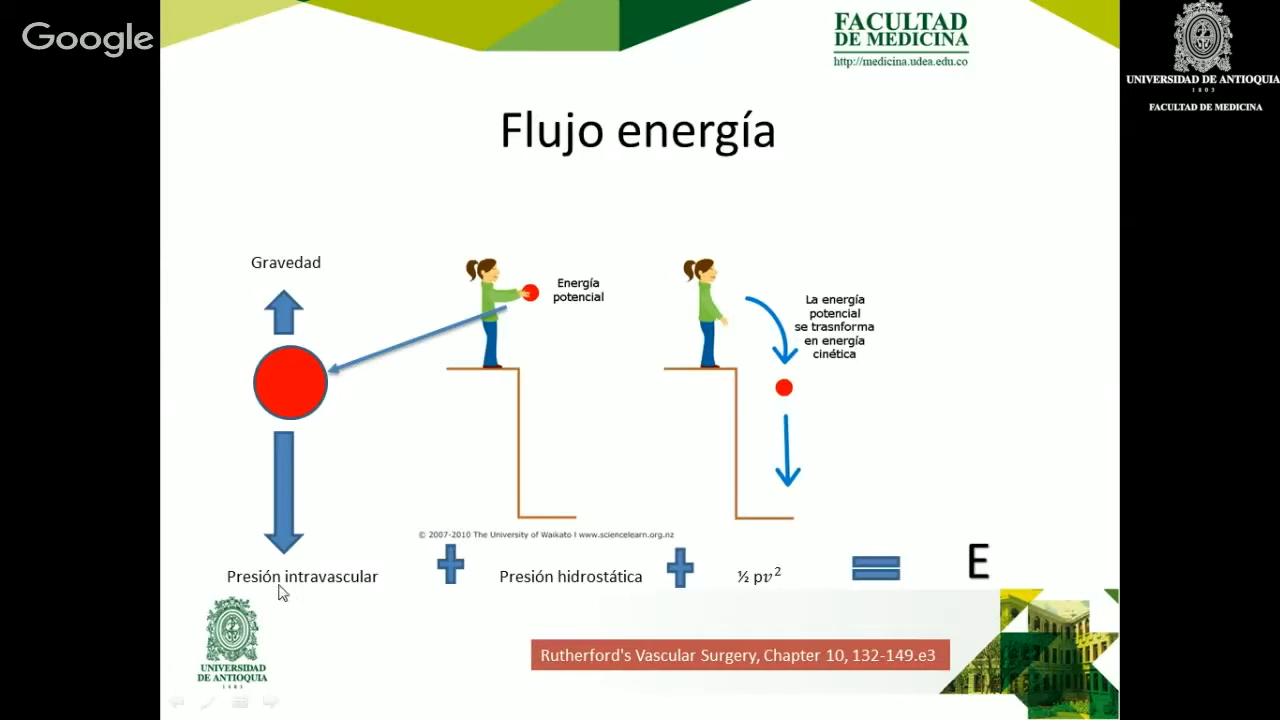 Google
FACULTAD
DE MEDICINA
http://medicina.udea.edu.co
UNIVERSIDAD DE ANTIOQUIA
1803
FACULTAD DE MEDICINA
Flujo energía
Gravedad
Energía
potencial
La energía
potencial
se trasnforma
en energía
cinética
© 2007-2010 The University of Waikato I www.sciencelearn.org.nz
Presión intravascular
Presión hidrostática
½ pv²
E
Rutherford's Vascular Surgery, Chapter 10, 132-149.e3
UNIVERSIDAD
DE ANTIOQUIA
1803